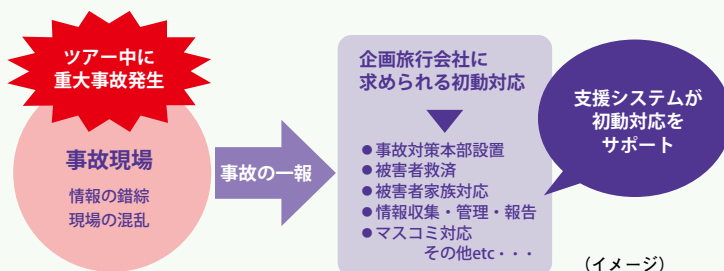 ツアー中に
重大事故発生
事故現場
情報の錯綜
現場の混乱
事故の一報
企画旅行会社に
求められる初動対応
●事故対策本部設置
●被害者救済
●被害者家族対応
●情報収集・管理・報告
●マスコミ対応
その他etc・・・
支援システムが
初動対応を
サポート
（イメージ）